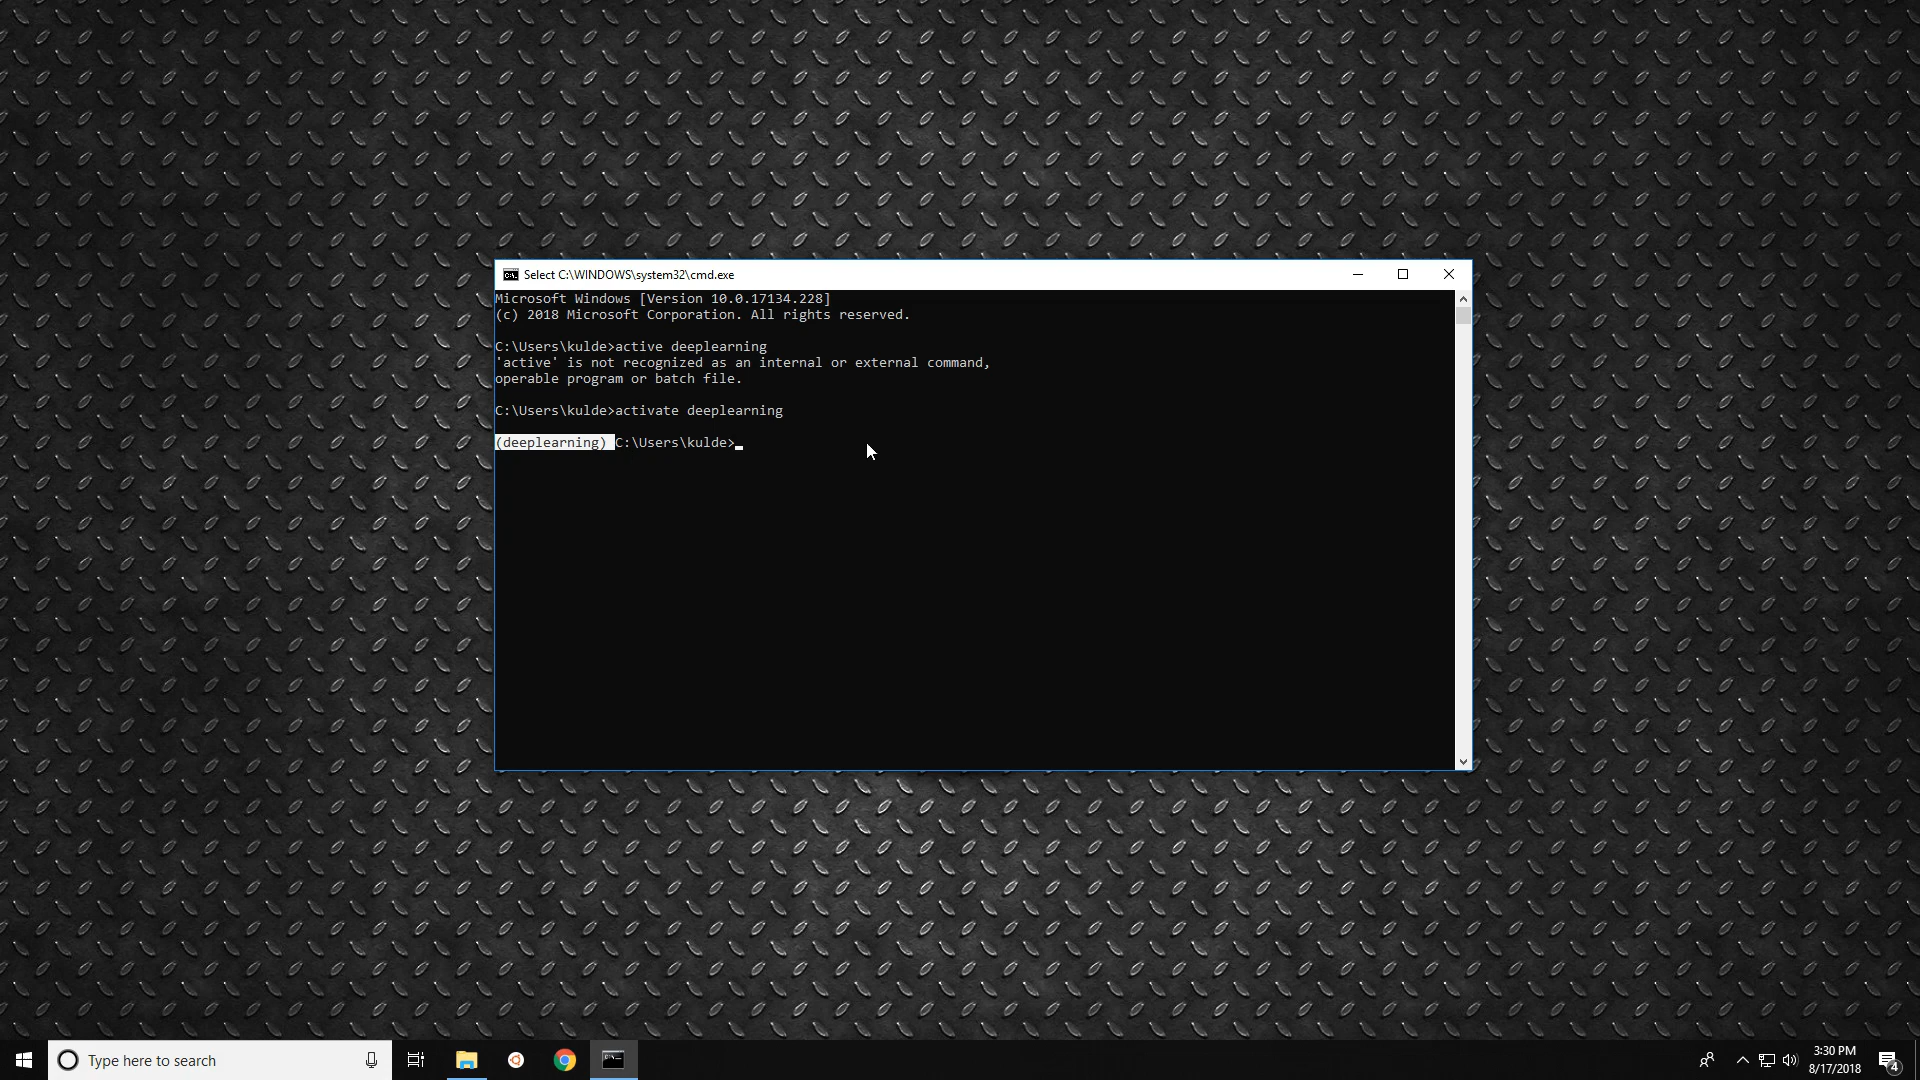 Select C:\WINDOWS\system32\cmd.exe
Microsoft Windows [Version 10.0.17134.228]
(c) 2018 Microsoft Corporation. All rights reserved.
C:\Users\kulde>active deeplearning
'active' is not recognized as an internal or external command,
operable program or batch file.
C:\Users\kulde>activate deeplearning
(deeplearning) C:\Users\kulde>
Type here to search
3:30 PM
8/17/2018
4